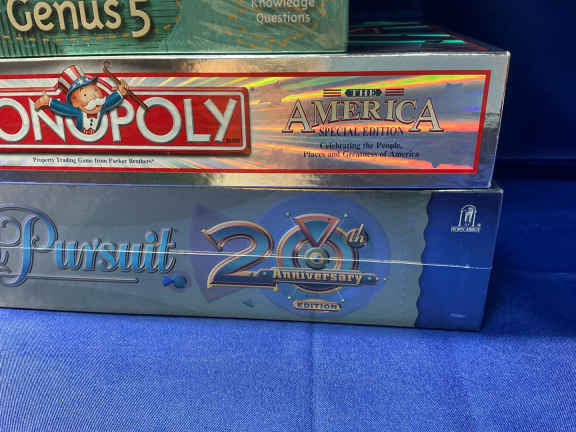 Genus 5
Knowledge
Questions
MONOPOLY
THE
AMERICA
SPECIAL EDITION
Celebrating the People,
Places and Greatness of America
Property Trading Game from Parker Brothers®
Pursuit
20th
Anniversary
EDITION